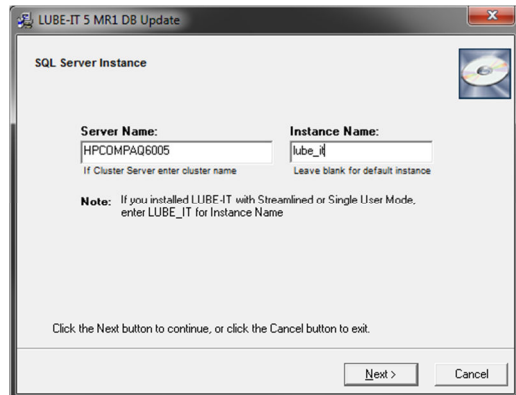 LUBE-IT 5 MR1 DB Update
SQL Server Instance
Server Name: Instance Name:
HPCOMPAQ6005 lube_it
If Cluster Server enter cluster name Leave blank for default instance
Note: If you installed LUBE-IT with Streamlined or Single User Mode,
enter LUBE_IT for Instance Name
Click the Next button to continue, or click the Cancel button to exit.
Next > Cancel